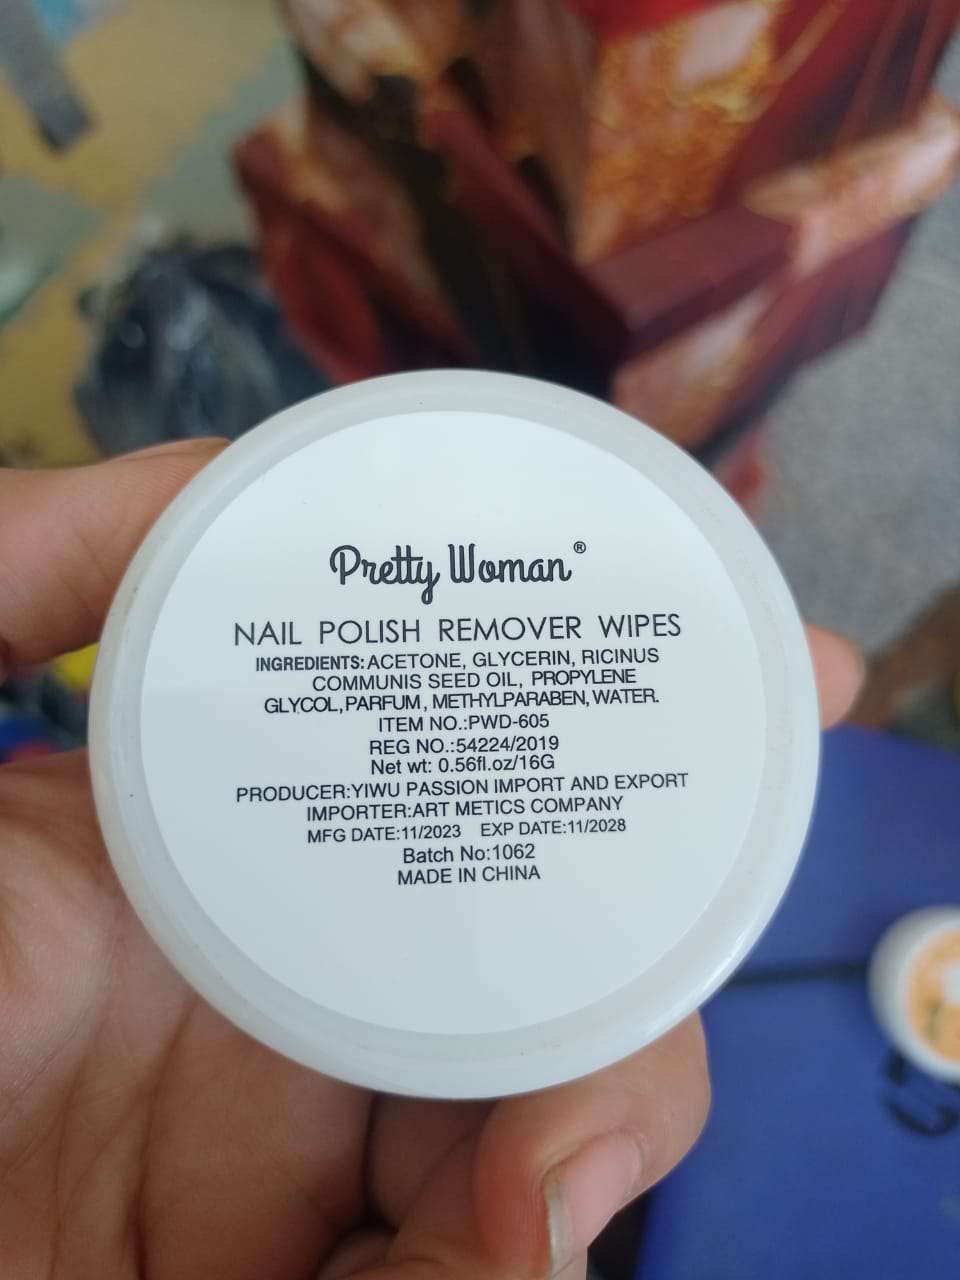 Pretty Woman®
NAIL POLISH REMOVER WIPES
INGREDIENTS: ACETONE, GLYCERIN, RICINUS
COMMUNIS SEED OIL, PROPYLENE
GLYCOL, PARFUM, METHYLPARABEN, WATER.
ITEM NO.:PWD-605
REG NO.:54224/2019
Net wt: 0.56fl.oz/16G
PRODUCER:YIWU PASSION IMPORT AND EXPORT
IMPORTER:ART METICS COMPANY
MFG DATE:11/2023 EXP DATE:11/2028
Batch No:1062
MADE IN CHINA